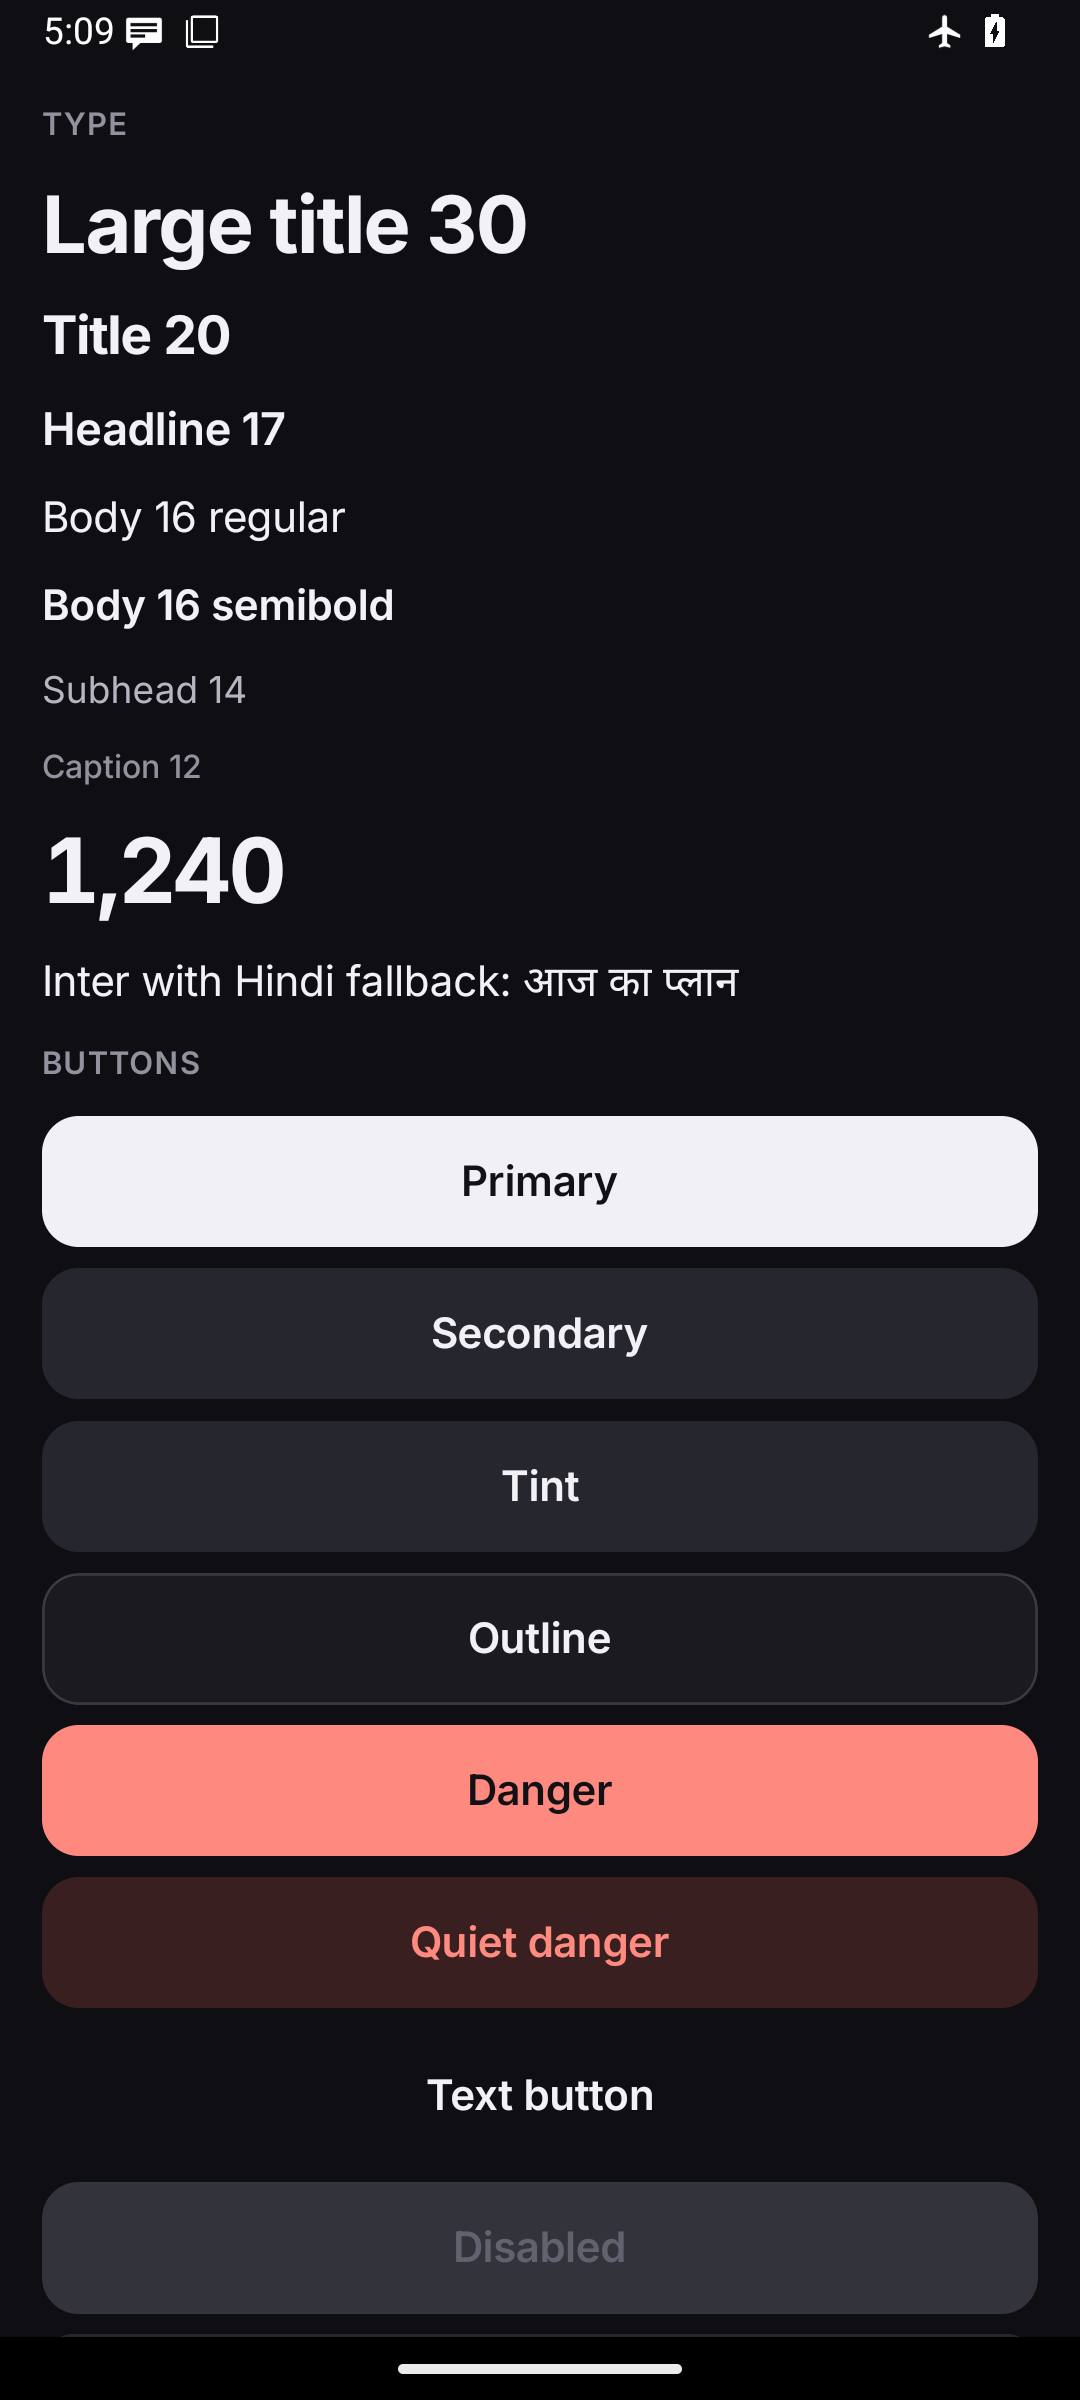 5:09
TYPE
Large title 30
Title 20
Headline 17
Body 16 regular
Body 16 semibold
Subhead 14
Caption 12
1,240
Inter with Hindi fallback: आज का प्लान
BUTTONS
Primary
Secondary
Tint
Outline
Danger
Quiet danger
Text button
Disabled